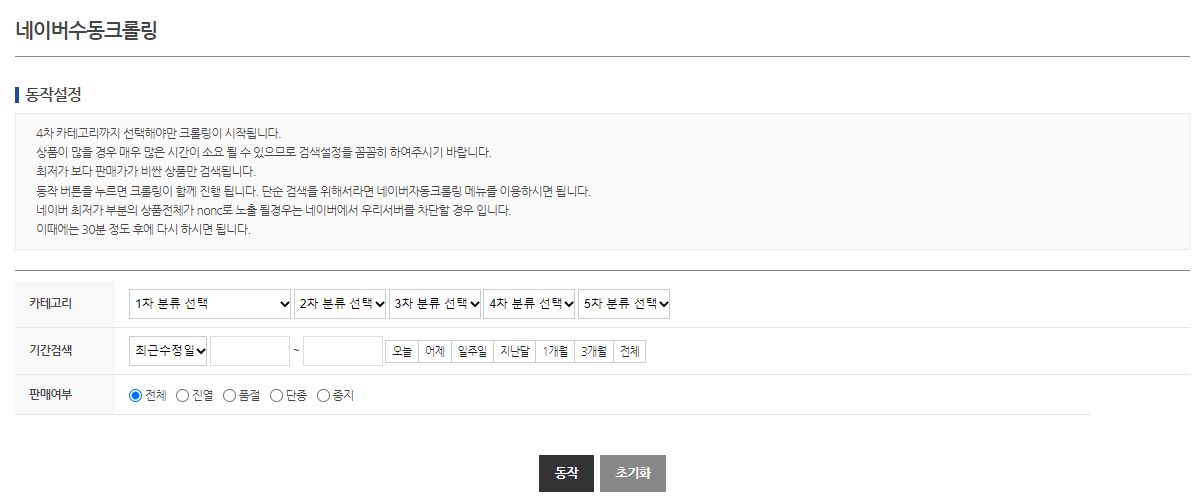 네이버수동크롤링
동작설정
4차 카테고리까지 선택해야만 크롤링이 시작됩니다.
상품이 많을 경우 매우 많은 시간이 소요 될 수 있으므로 검색설정을 꼼꼼히 하여주시기 바랍니다.
최저가 보다 판매가가 비싼 상품만 검색됩니다.
동작 버튼을 누르면 크롤링이 함께 진행 됩니다. 단순 검색을 위해서라면 네이버자동크롤링 메뉴를 이용하시면 됩니다.
네이버 최저가 부분의 상품전체가 nonc로 노출 될경우는 네이버에서 우리서버를 차단할 경우 입니다.
이때에는 30분 정도 후에 다시 하시면 됩니다.
카테고리 1차 분류 선택 2차 분류 선택 3차 분류 선택 4차 분류 선택 5차 분류 선택
기간검색 최근수정일 ~ 오늘 어제 일주일 지난달 1개월 3개월 전체
판매여부 전체 진열 품절 단종 중지
동작 초기화